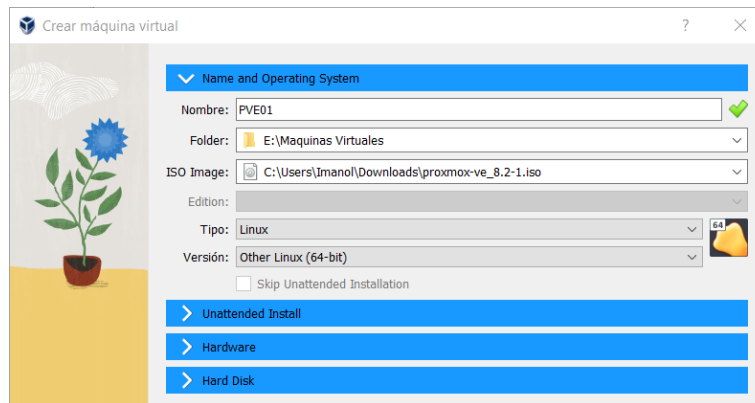 Crear máquina virtual
?
Name and Operating System
Nombre: PVE01
Folder: E:\Maquinas Virtuales
ISO Image: C:\Users\Imanol\Downloads\proxmox-ve_8.2-1.iso
Edition:
Tipo: Linux
64
Versión: Other Linux (64-bit)
Skip Unattended Installation
Unattended Install
Hardware
Hard Disk